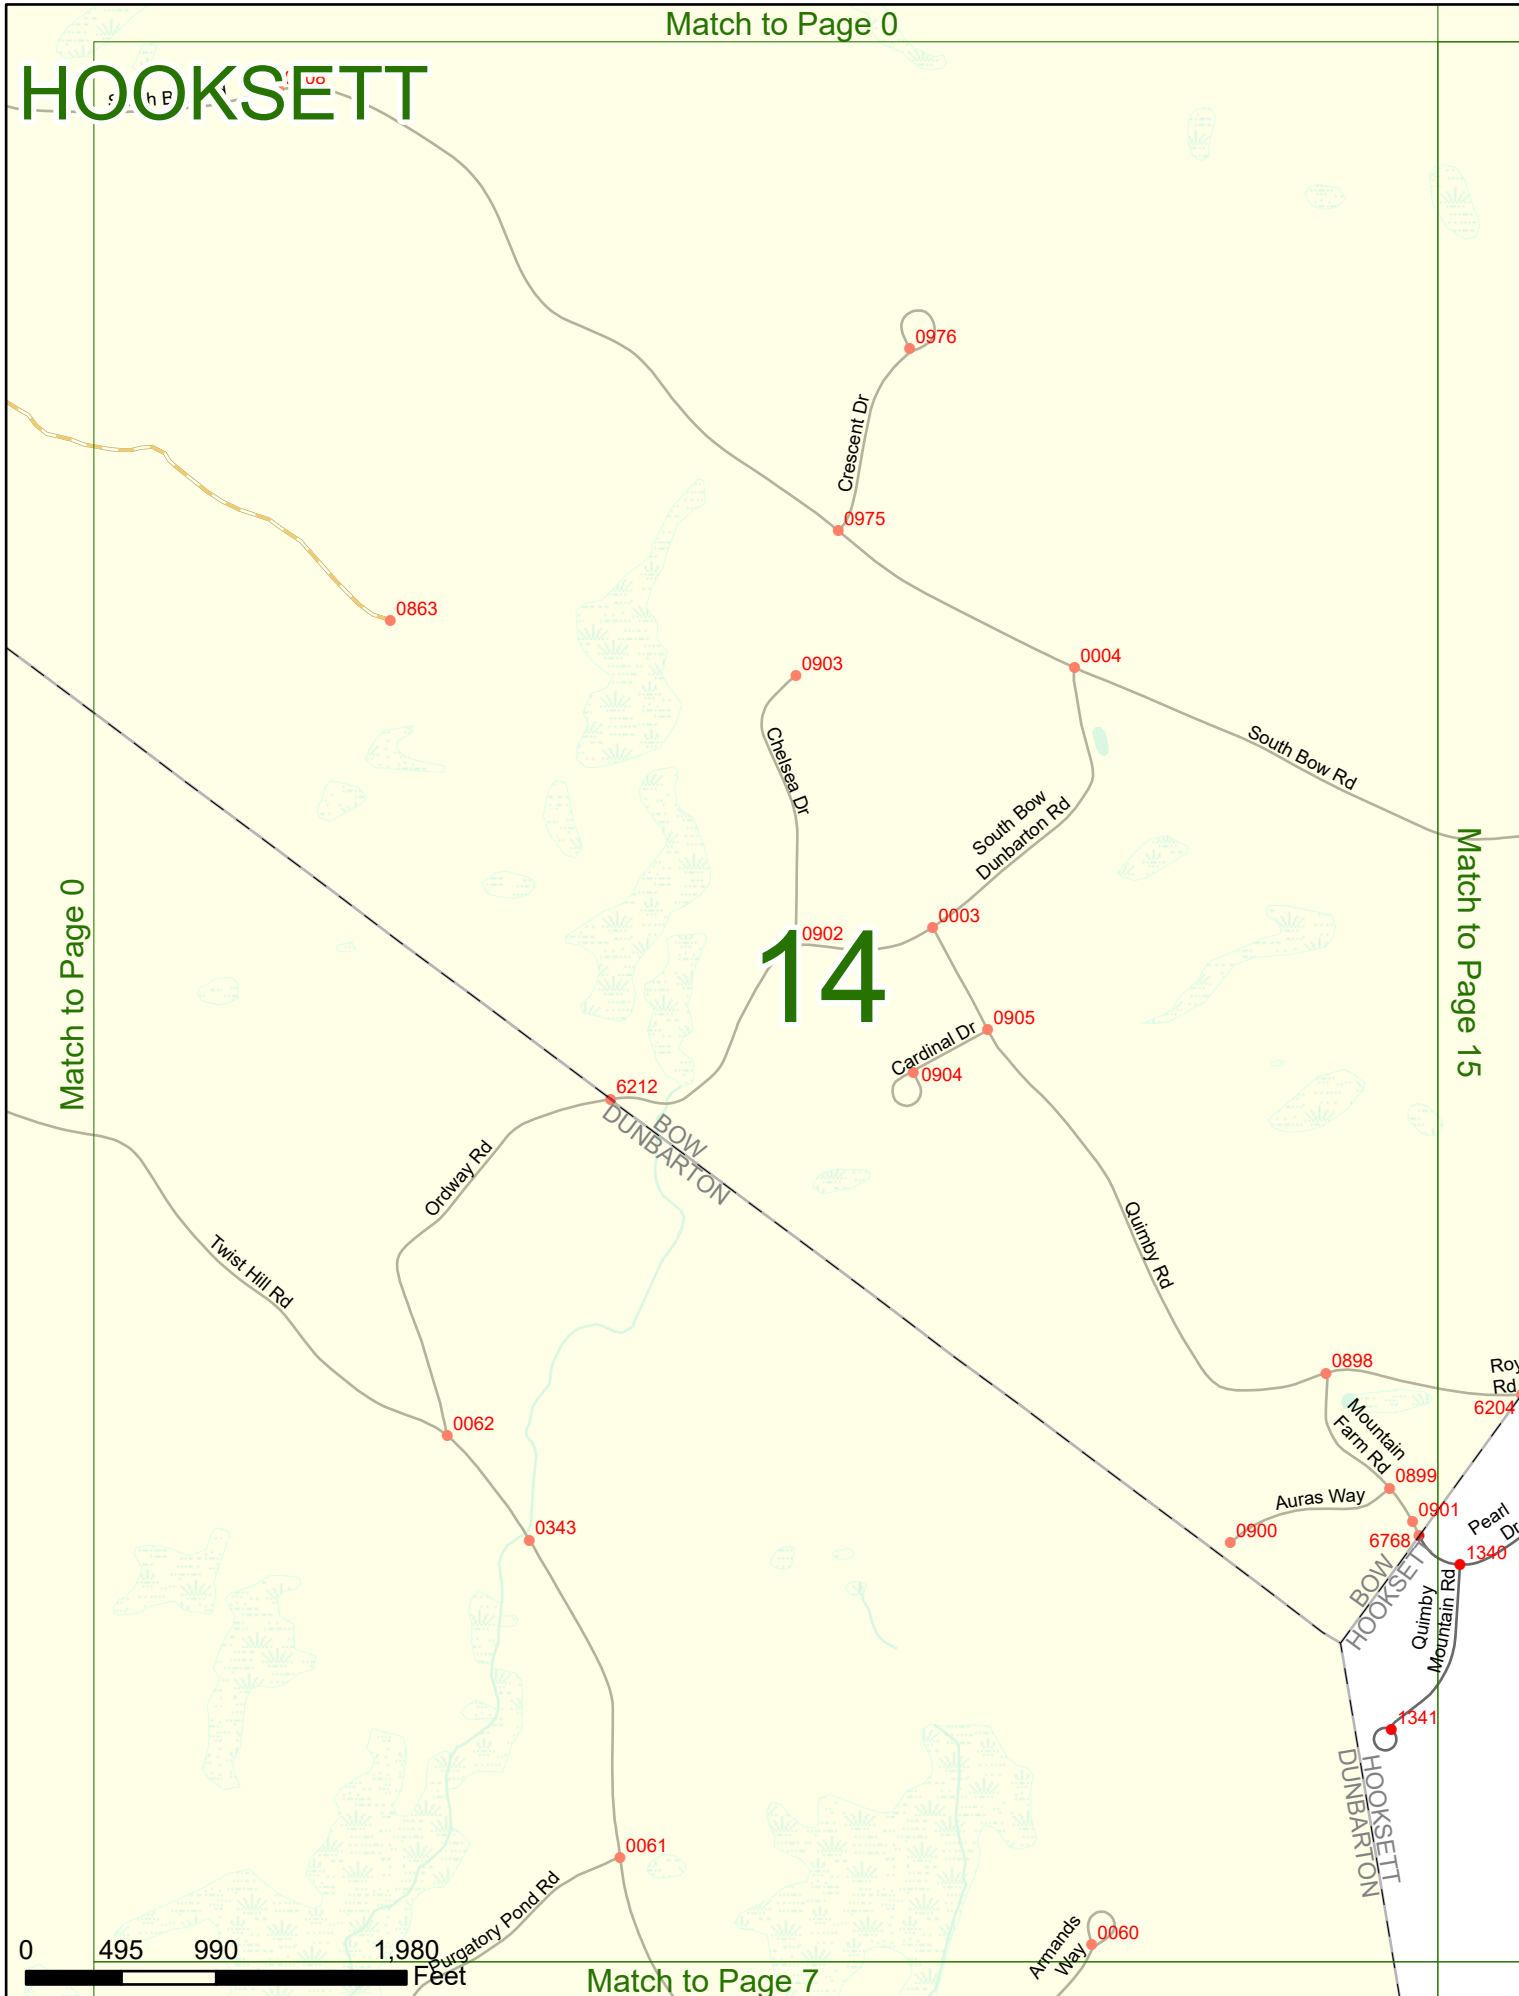 Match to Page 0
HOOKSETT
0976
Crescent Dr
0975
0863
0903
0004
Chelsea Dr
South Bow Rd
South Bow
Dunbarton Rd
Match to Page 0
Match to Page 15
0003
0902
14
0905
Cardinal Dr
0904
6212
BOW
DUNBARTON
Ordway Rd
Twist Hill Rd
Quimby Rd
0898
Roy
Rd
6204
Mountain
Farm Rd
0062
0899
Auras Way
0901
Pearl
Dr
0343
0900
6768
1340
BOW
HOOKSETT
Quimby
Mountain Rd
1341
HOOKSETT
DUNBARTON
0061
Purgatory Pond Rd
Armands
Way
0060
0 495 990 1,980
Feet
Match to Page 7